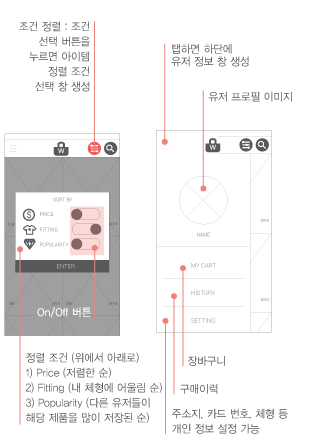 조건 정렬 : 조건
선택 버튼을
누르면 아이템
정렬 조건
선택 창 생성
탭하면 하단에
유저 정보 창 생성
유저 프로필 이미지
W
SORT BY
PRICE
FITTING
POPULARITY
ENTER
On/Off 버튼
W
NAME
price
MY CART
HISTORY
price
SETTING
정렬 조건 (위에서 아래로)
1) Price (저렴한 순)
2) Fitting (내 체형에 어울림 순)
3) Popularity (다른 유저들이
해당 제품을 많이 저장된 순)
장바구니
구매이력
주소지, 카드 번호, 체형 등
개인 정보 설정 가능